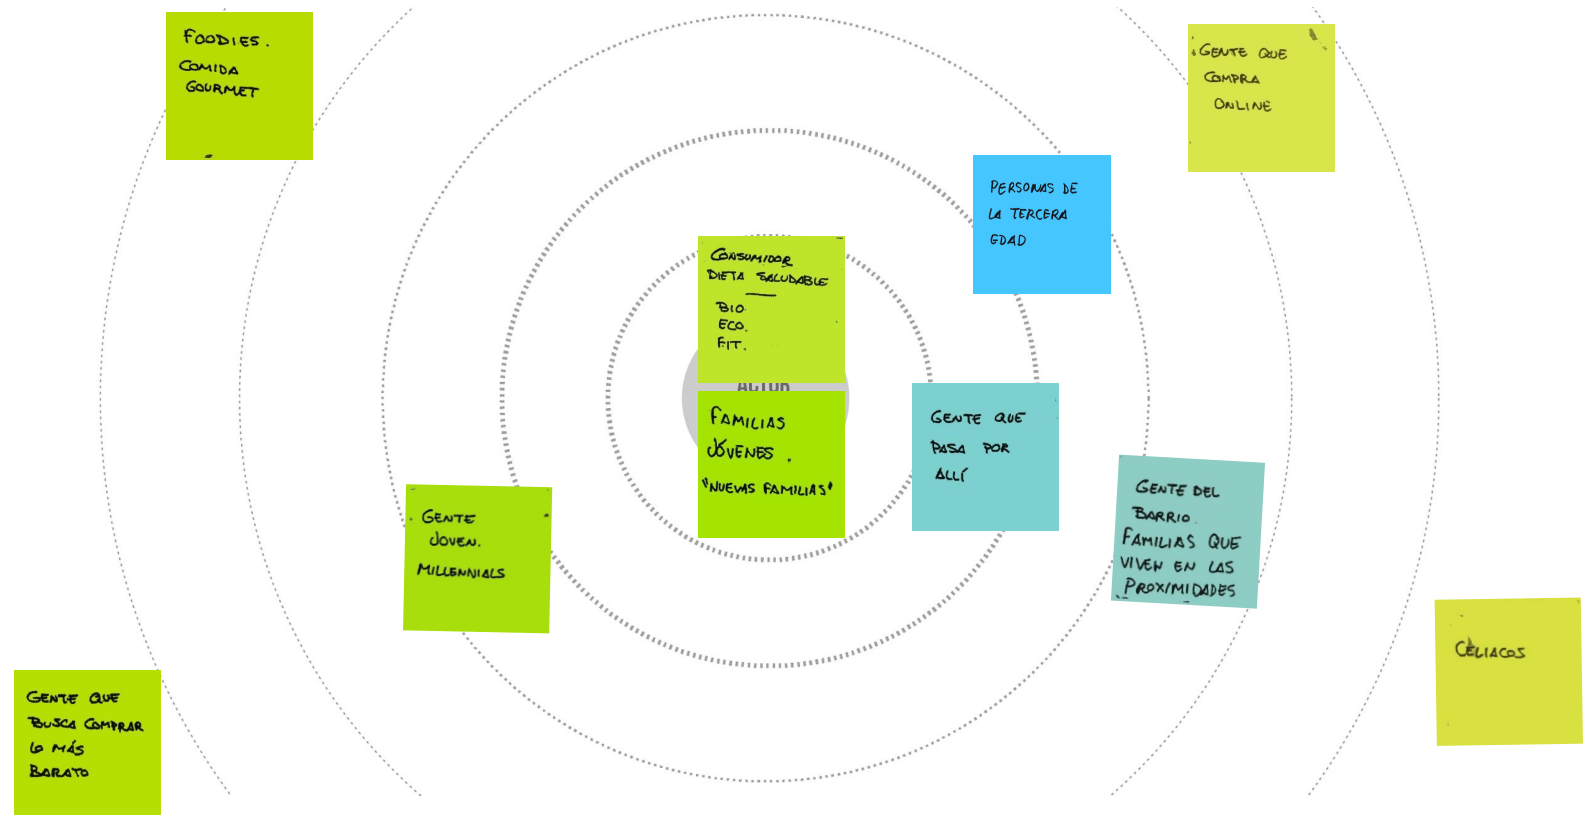 FOODIES.
COMIDA
GOURMET
GENTE QUE
COMPRA
ONLINE
PERSONAS DE
LA TERCERA
EDAD
CONSUMIDOR
DIETA SALUDABLE
BIO.
ECO.
FIT.
ACTOR
FAMILIAS
JÓVENES.
"NUEVAS FAMILIAS"
GENTE QUE
PASA POR
ALLÍ
GENTE
JOVEN.
MILLENNIALS
GENTE DEL
BARRIO.
FAMILIAS QUE
VIVEN EN LAS
PROXIMIDADES
CELIACOS
GENTE QUE
BUSCA COMPRAR
LO MÁS
BARATO